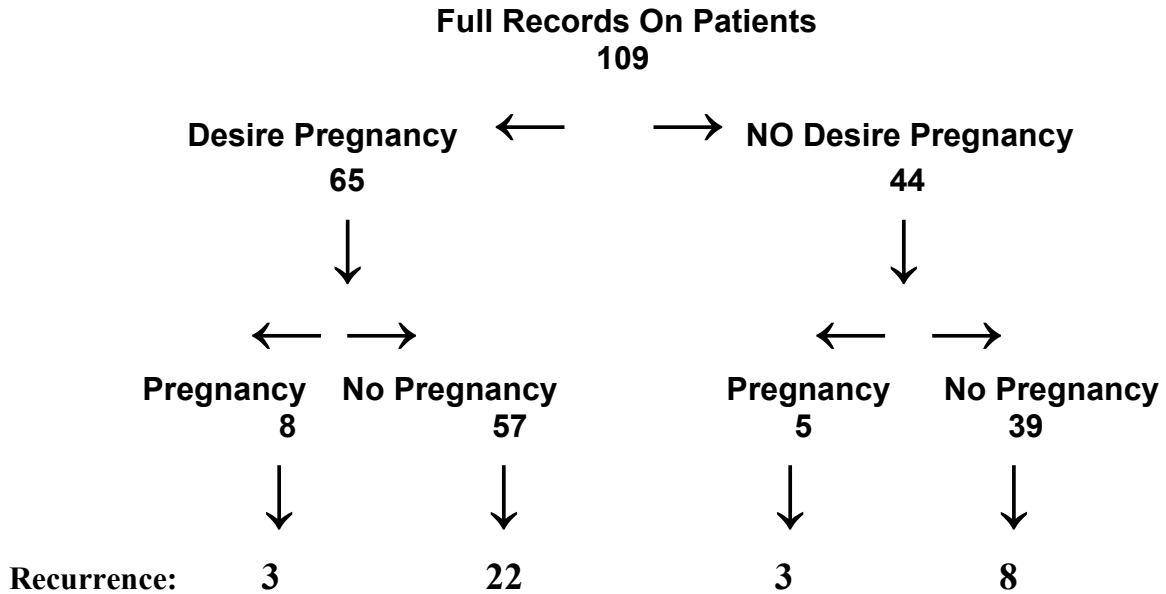 Full Records On Patients
109
Desire Pregnancy NO Desire Pregnancy
65 44
Pregnancy No Pregnancy Pregnancy No Pregnancy
8 57 5 39
Recurrence: 3 22 3 8